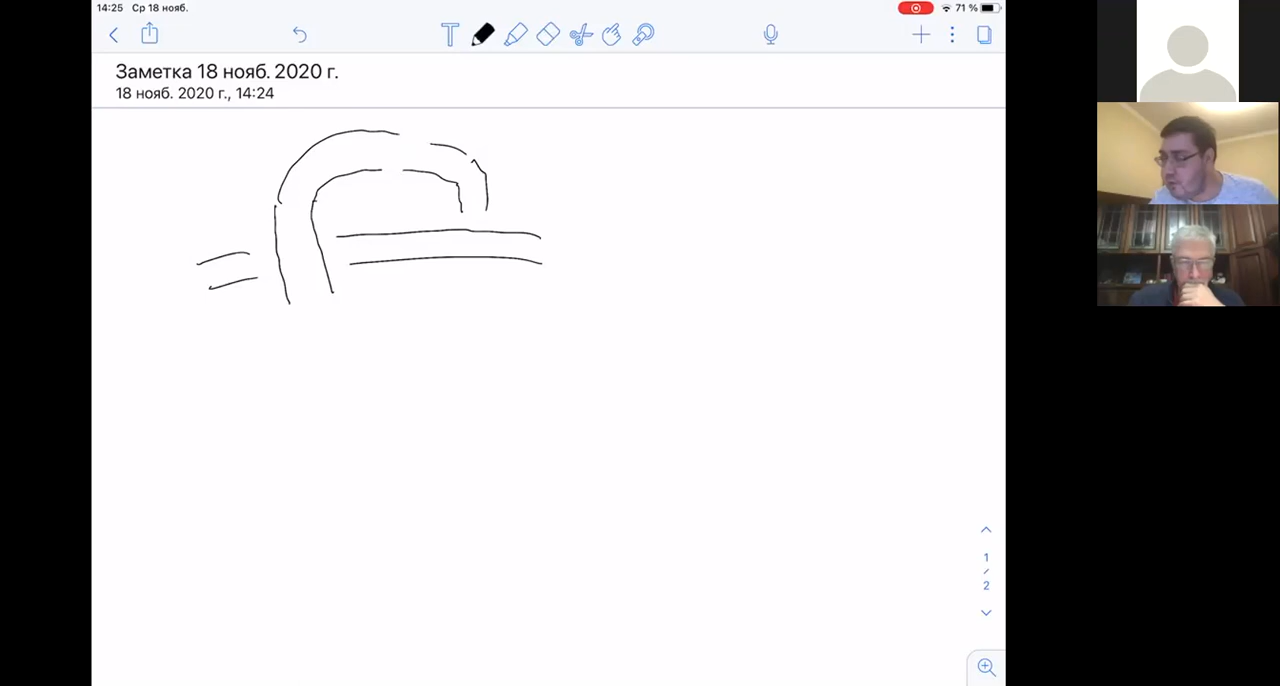 14:25 Ср 18 нояб. 71 %
Заметка 18 нояб. 2020 г.
18 нояб. 2020 г., 14:24
1
/
2